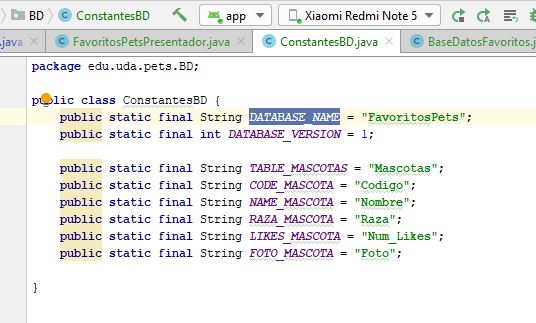 BD ConstantesBD app Xiaomi Redmi Note 5
.java FavoritosPetsPresentador.java ConstantesBD.java BaseDatosFavoritos.j
package edu.uda.pets.BD;
public class ConstantesBD {
public static final String DATABASE_NAME = "FavoritosPets";
public static final int DATABASE_VERSION = 1;
public static final String TABLE_MASCOTAS = "Mascotas";
public static final String CODE_MASCOTA = "Codigo";
public static final String NAME_MASCOTA = "Nombre";
public static final String RAZA_MASCOTA = "Raza";
public static final String LIKES_MASCOTA = "Num_Likes";
public static final String FOTO_MASCOTA = "Foto";
}